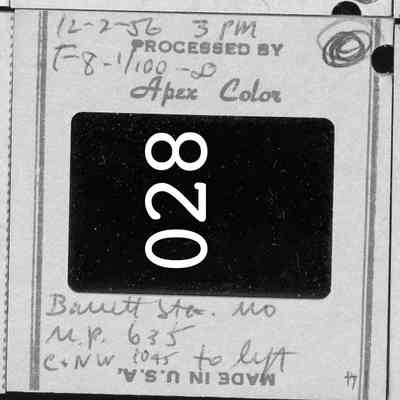 12-2-56 3 PM
PROCESSED BY
F-8-1/100-∞
Apex Color
028
Barrett Sta. MO
M.P. 635
C+NW 1045 to left
MADE IN U.S.A.